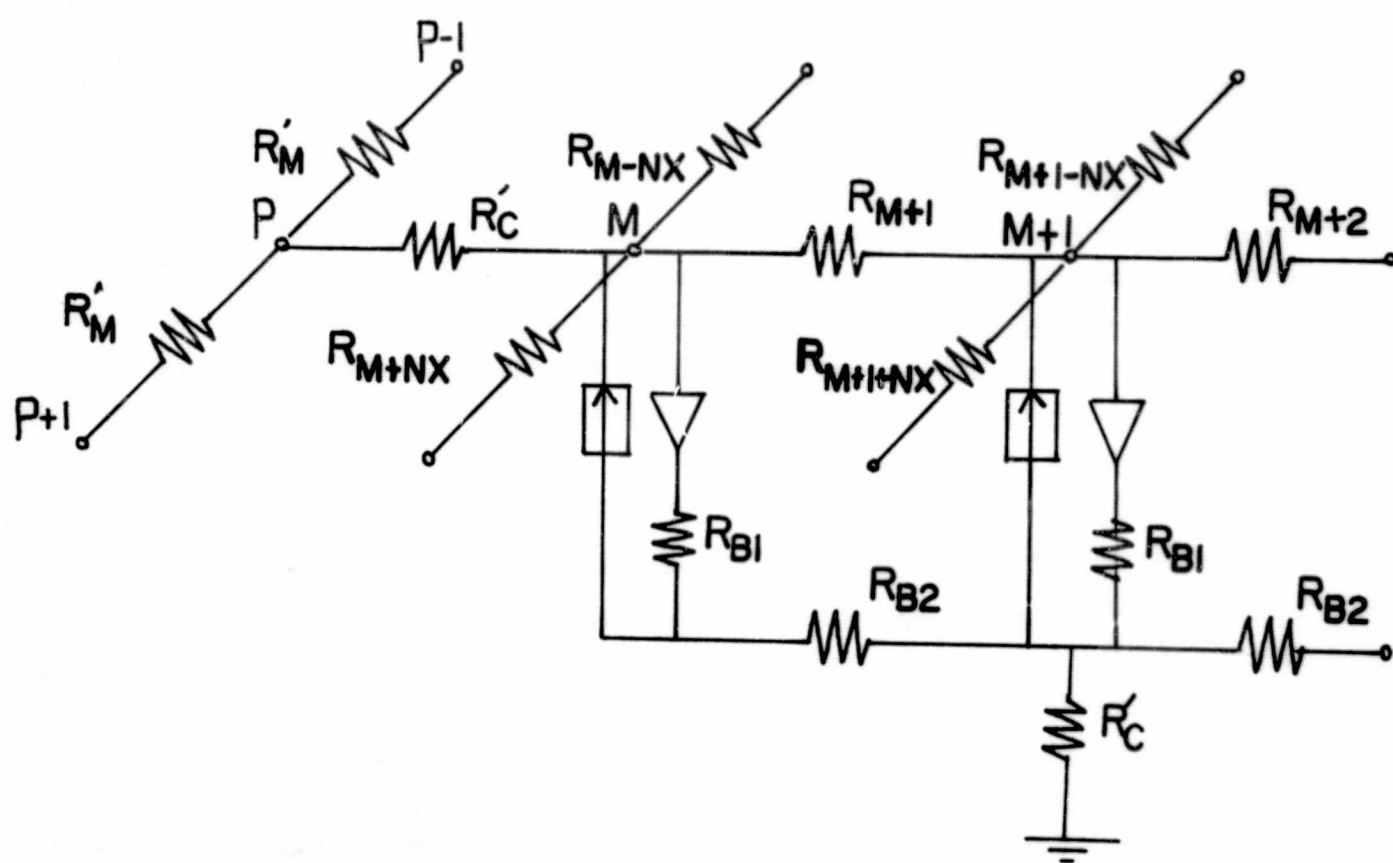 P-1
R'M
RM-NX
RM+1-NX
P
R'C
M
RM+1
M+1
RM+2
R'M
RM+NX
RM+1+NX
P+1
RB1
RB1
RB2
RB2
R'C